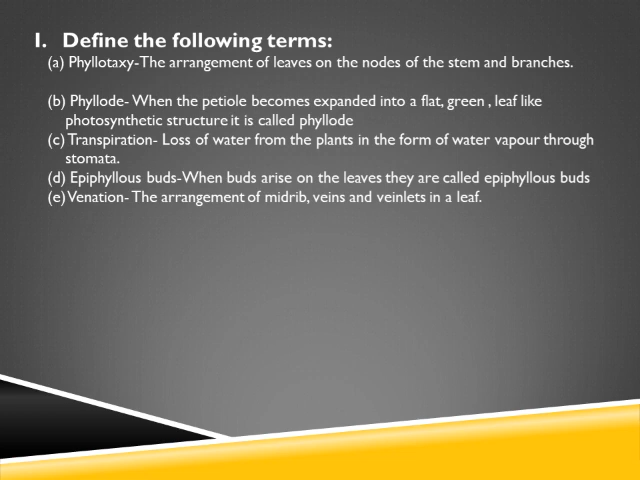 1. Define the following terms:
(a) Phyllotaxy-The arrangement of leaves on the nodes of the stem and branches.
(b) Phyllode- When the petiole becomes expanded into a flat, green , leaf like
photosynthetic structure it is called phyllode
(c) Transpiration- Loss of water from the plants in the form of water vapour through
stomata.
(d) Epiphyllous buds-When buds arise on the leaves they are called epiphyllous buds
(e) Venation- The arrangement of midrib, veins and veinlets in a leaf.